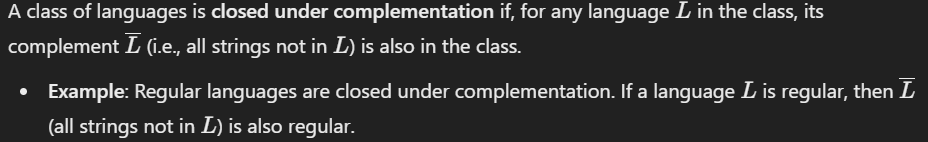 A class of languages is closed under complementation if, for any language L in the class, its
complement L̅ (i.e., all strings not in L) is also in the class.
• Example: Regular languages are closed under complementation. If a language L is regular, then L̅
(all strings not in L) is also regular.